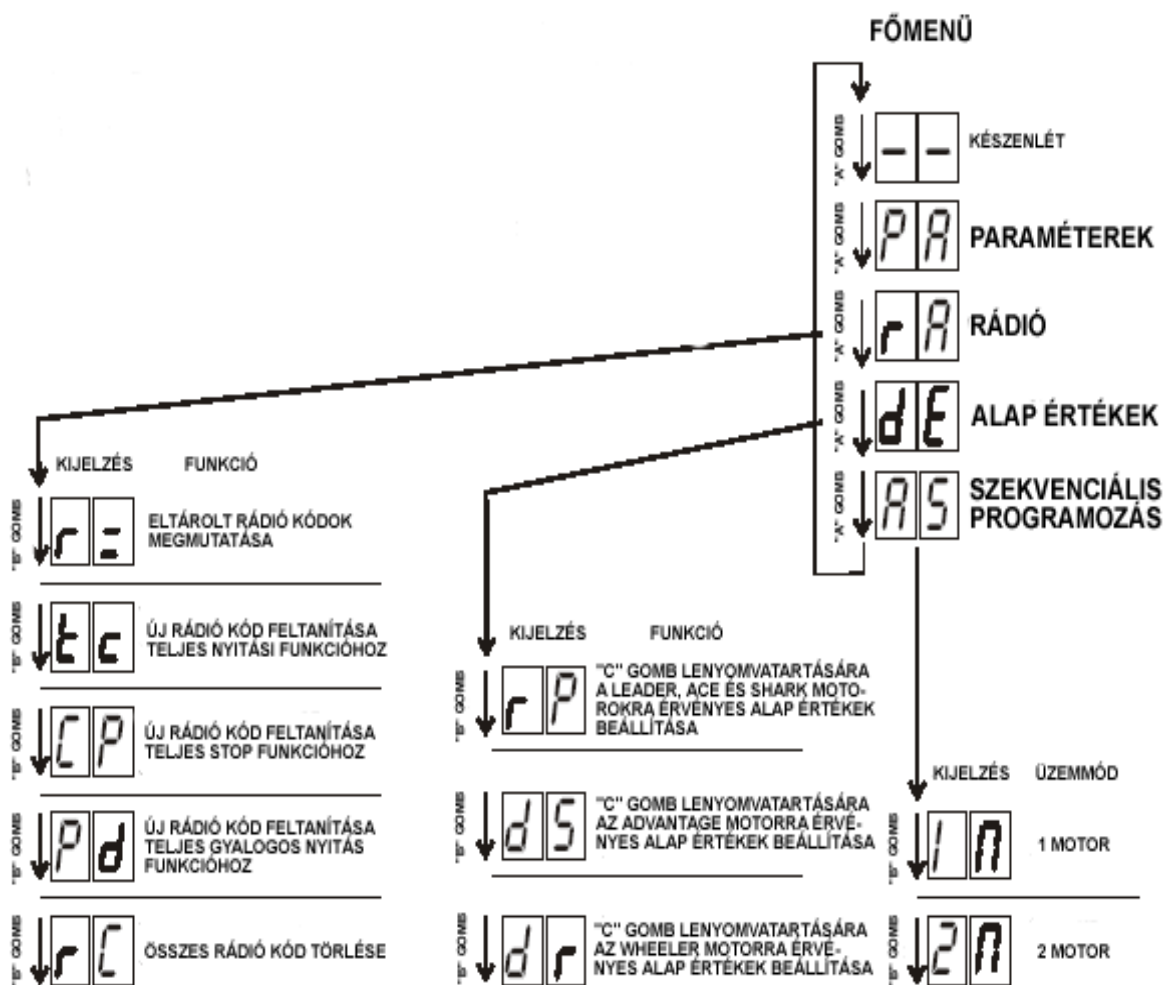 FŐMENÜ
"A" GOMB
-- KÉSZENLÉT
"A" GOMB
PA PARAMÉTEREK
"A" GOMB
rA RÁDIÓ
"A" GOMB
dE ALAP ÉRTÉKEK
"A" GOMB
AS SZEKVENCIÁLIS
PROGRAMOZÁS
KIJELZÉS FUNKCIÓ
"B" GOMB
r= ELTÁROLT RÁDIÓ KÓDOK
MEGMUTATÁSA
"B" GOMB
tc ÚJ RÁDIÓ KÓD FELTANÍTÁSA
TELJES NYITÁSI FUNKCIÓHOZ
"B" GOMB
CP ÚJ RÁDIÓ KÓD FELTANÍTÁSA
TELJES STOP FUNKCIÓHOZ
"B" GOMB
Pd ÚJ RÁDIÓ KÓD FELTANÍTÁSA
TELJES GYALOGOS NYITÁS
FUNKCIÓHOZ
"B" GOMB
rC ÖSSZES RÁDIÓ KÓD TÖRLÉSE
KIJELZÉS FUNKCIÓ
"B" GOMB
rP "C" GOMB LENYOMVATARTÁSÁRA
A LEADER, ACE ÉS SHARK MOTO-
ROKRA ÉRVÉNYES ALAP ÉRTÉKEK
BEÁLLÍTÁSA
"B" GOMB
dS "C" GOMB LENYOMVATARTÁSÁRA
AZ ADVANTAGE MOTORRA ÉRVÉ-
NYES ALAP ÉRTÉKEK BEÁLLÍTÁSA
"B" GOMB
dr "C" GOMB LENYOMVATARTÁSÁRA
AZ WHEELER MOTORRA ÉRVÉ-
NYES ALAP ÉRTÉKEK BEÁLLÍTÁSA
KIJELZÉS ÜZEMMÓD
"B" GOMB
1n 1 MOTOR
"B" GOMB
2n 2 MOTOR